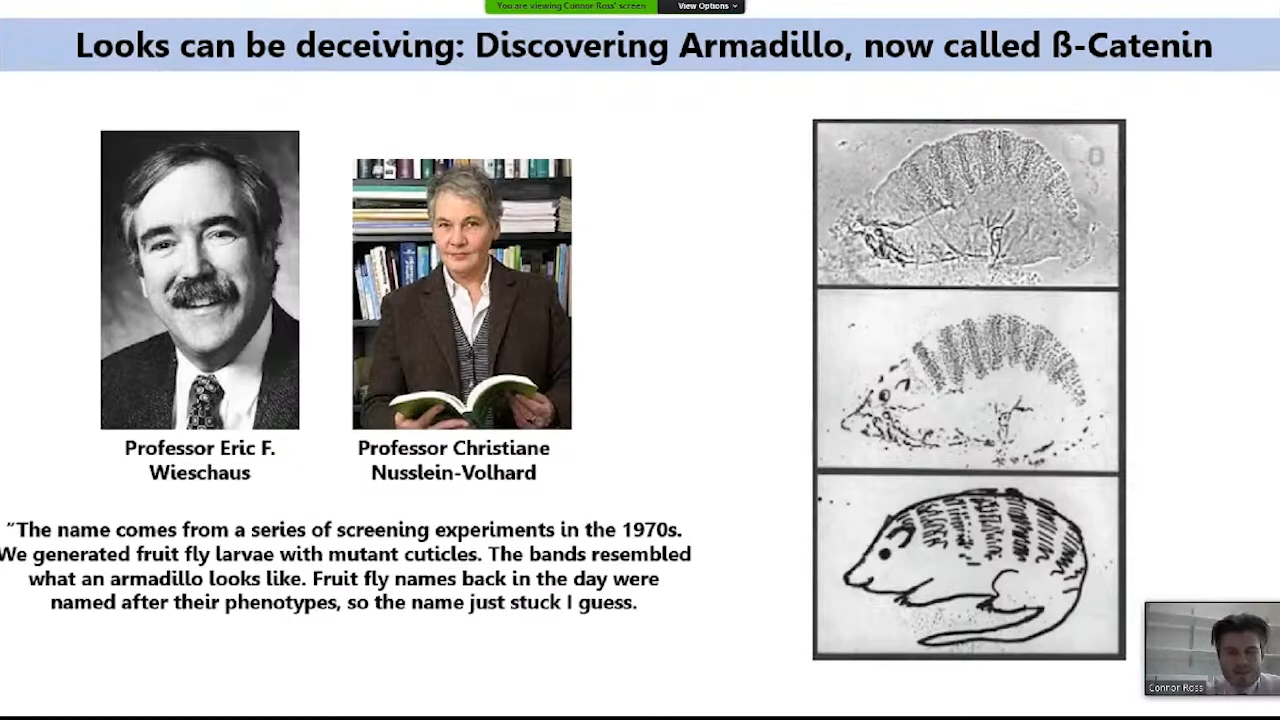 You are viewing Connor Ross' screen
View Options
Looks can be deceiving: Discovering Armadillo, now called ß-Catenin
Professor Eric F.
Wieschaus
Professor Christiane
Nusslein-Volhard
“The name comes from a series of screening experiments in the 1970s.
We generated fruit fly larvae with mutant cuticles. The bands resembled
what an armadillo looks like. Fruit fly names back in the day were
named after their phenotypes, so the name just stuck I guess.
Connor Ross